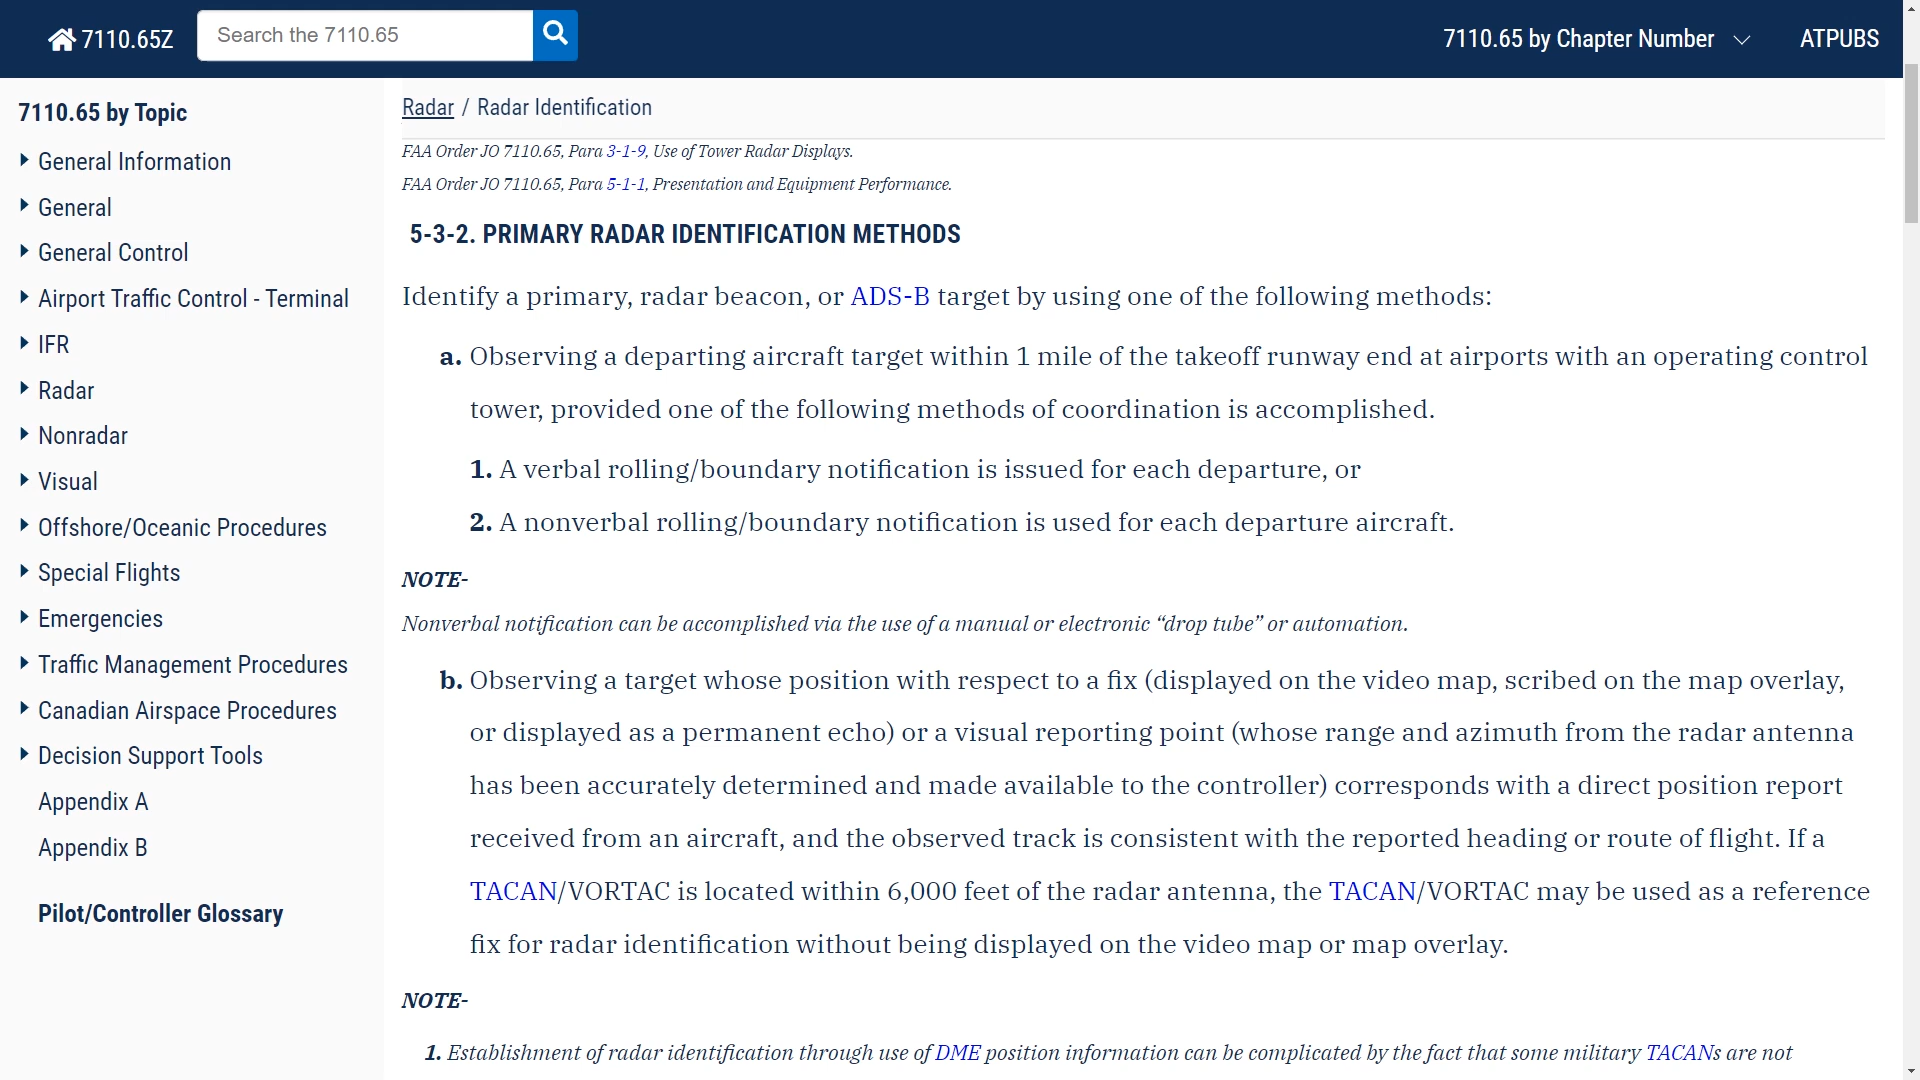 7110.65Z
Search the 7110.65
7110.65 by Chapter Number
ATPUBS
7110.65 by Topic
General Information
General
General Control
Airport Traffic Control - Terminal
IFR
Radar
Nonradar
Visual
Offshore/Oceanic Procedures
Special Flights
Emergencies
Traffic Management Procedures
Canadian Airspace Procedures
Decision Support Tools
Appendix A
Appendix B
Pilot/Controller Glossary
Radar / Radar Identification
FAA Order JO 7110.65, Para 3-1-9, Use of Tower Radar Displays.
FAA Order JO 7110.65, Para 5-1-1, Presentation and Equipment Performance.
5-3-2. PRIMARY RADAR IDENTIFICATION METHODS
Identify a primary, radar beacon, or ADS-B target by using one of the following methods:
a. Observing a departing aircraft target within 1 mile of the takeoff runway end at airports with an operating control
tower, provided one of the following methods of coordination is accomplished.
1. A verbal rolling/boundary notification is issued for each departure, or
2. A nonverbal rolling/boundary notification is used for each departure aircraft.
NOTE-
Nonverbal notification can be accomplished via the use of a manual or electronic “drop tube” or automation.
b. Observing a target whose position with respect to a fix (displayed on the video map, scribed on the map overlay,
or displayed as a permanent echo) or a visual reporting point (whose range and azimuth from the radar antenna
has been accurately determined and made available to the controller) corresponds with a direct position report
received from an aircraft, and the observed track is consistent with the reported heading or route of flight. If a
TACAN/VORTAC is located within 6,000 feet of the radar antenna, the TACAN/VORTAC may be used as a reference
fix for radar identification without being displayed on the video map or map overlay.
NOTE-
1. Establishment of radar identification through use of DME position information can be complicated by the fact that some military TACANs are not